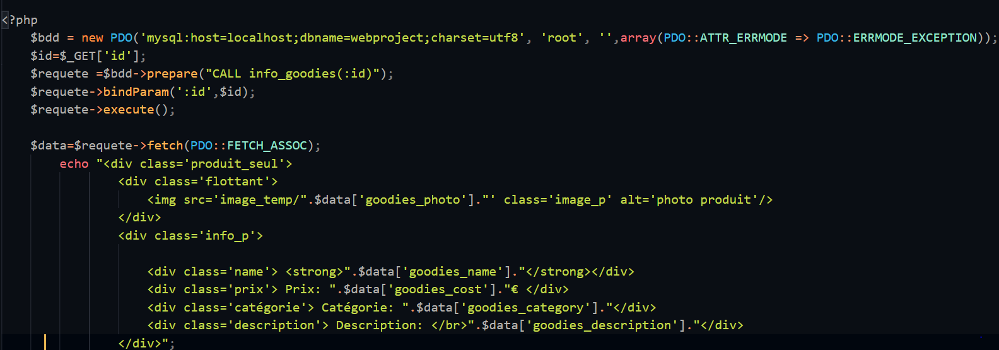 <?php
$bdd = new PDO('mysql:host=localhost;dbname=webproject;charset=utf8', 'root', '',array(PDO::ATTR_ERRMODE => PDO::ERRMODE_EXCEPTION));
$id=$_GET['id'];
$requete =$bdd->prepare("CALL info_goodies(:id)");
$requete->bindParam(':id',$id);
$requete->execute();
$data=$requete->fetch(PDO::FETCH_ASSOC);
echo "<div class='produit_seul'>
<div class='flottant'>
<img src='image_temp/".$data['goodies_photo']."' class='image_p' alt='photo produit'/>
</div>
<div class='info_p'>
<div class='name'> <strong>".$data['goodies_name']."</strong></div>
<div class='prix'> Prix: ".$data['goodies_cost']."€ </div>
<div class='catégorie'> Catégorie: ".$data['goodies_category']."</div>
<div class='description'> Description: </br>".$data['goodies_description']."</div>
</div>";